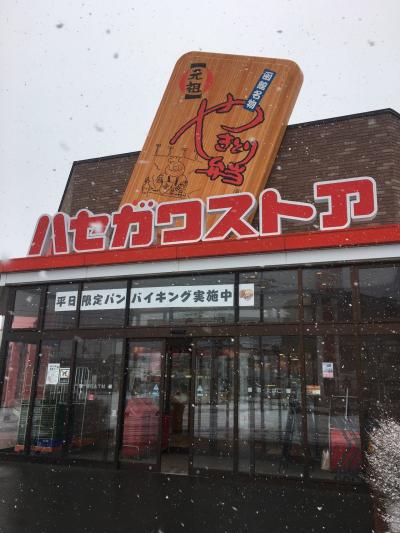 函館名物
【元祖】
やきとり
弁当
ハセガワストア
平日限定パンバイキング実施中